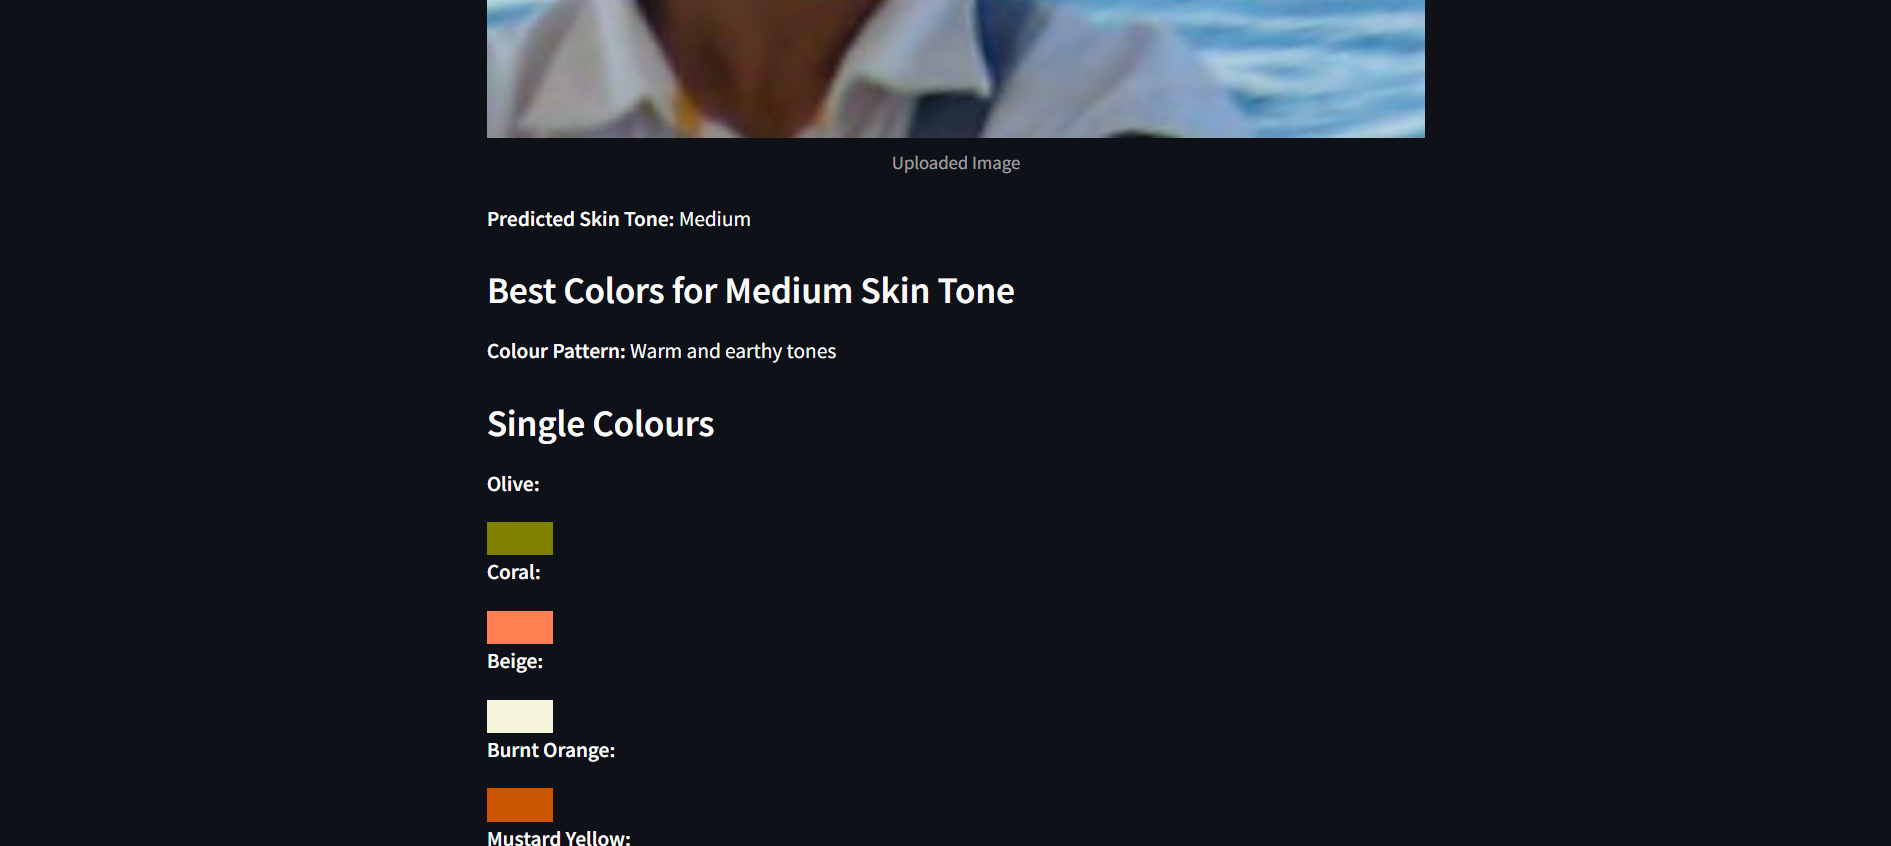 Uploaded Image
Predicted Skin Tone: Medium
Best Colors for Medium Skin Tone
Colour Pattern: Warm and earthy tones
Single Colours
Olive:
Coral:
Beige:
Burnt Orange:
Mustard Yellow: